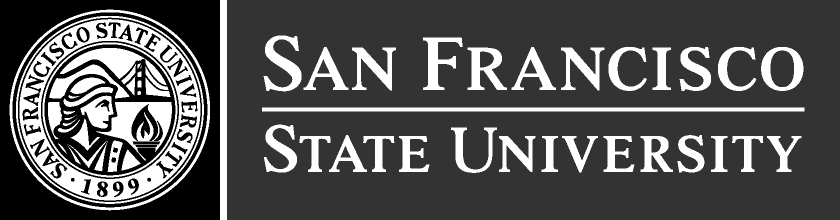 SAN FRANCISCO STATE UNIVERSITY
· 1899 ·
SAN FRANCISCO
STATE UNIVERSITY